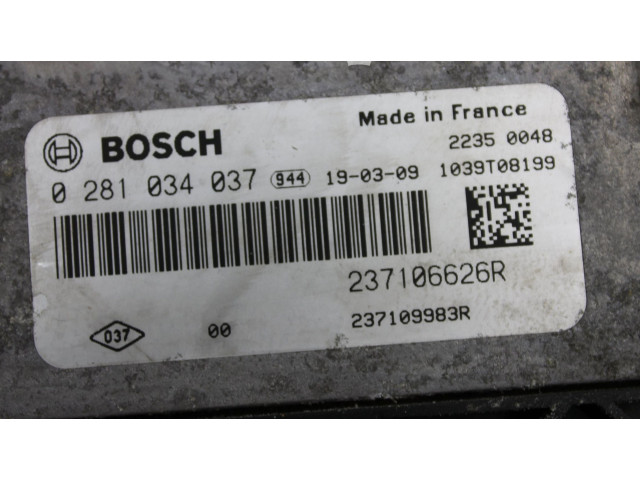 Made in France
BOSCH
2235 0048
0 281 034 037 944 19-03-09 1039T08199
237106626R
037 00 237109983R